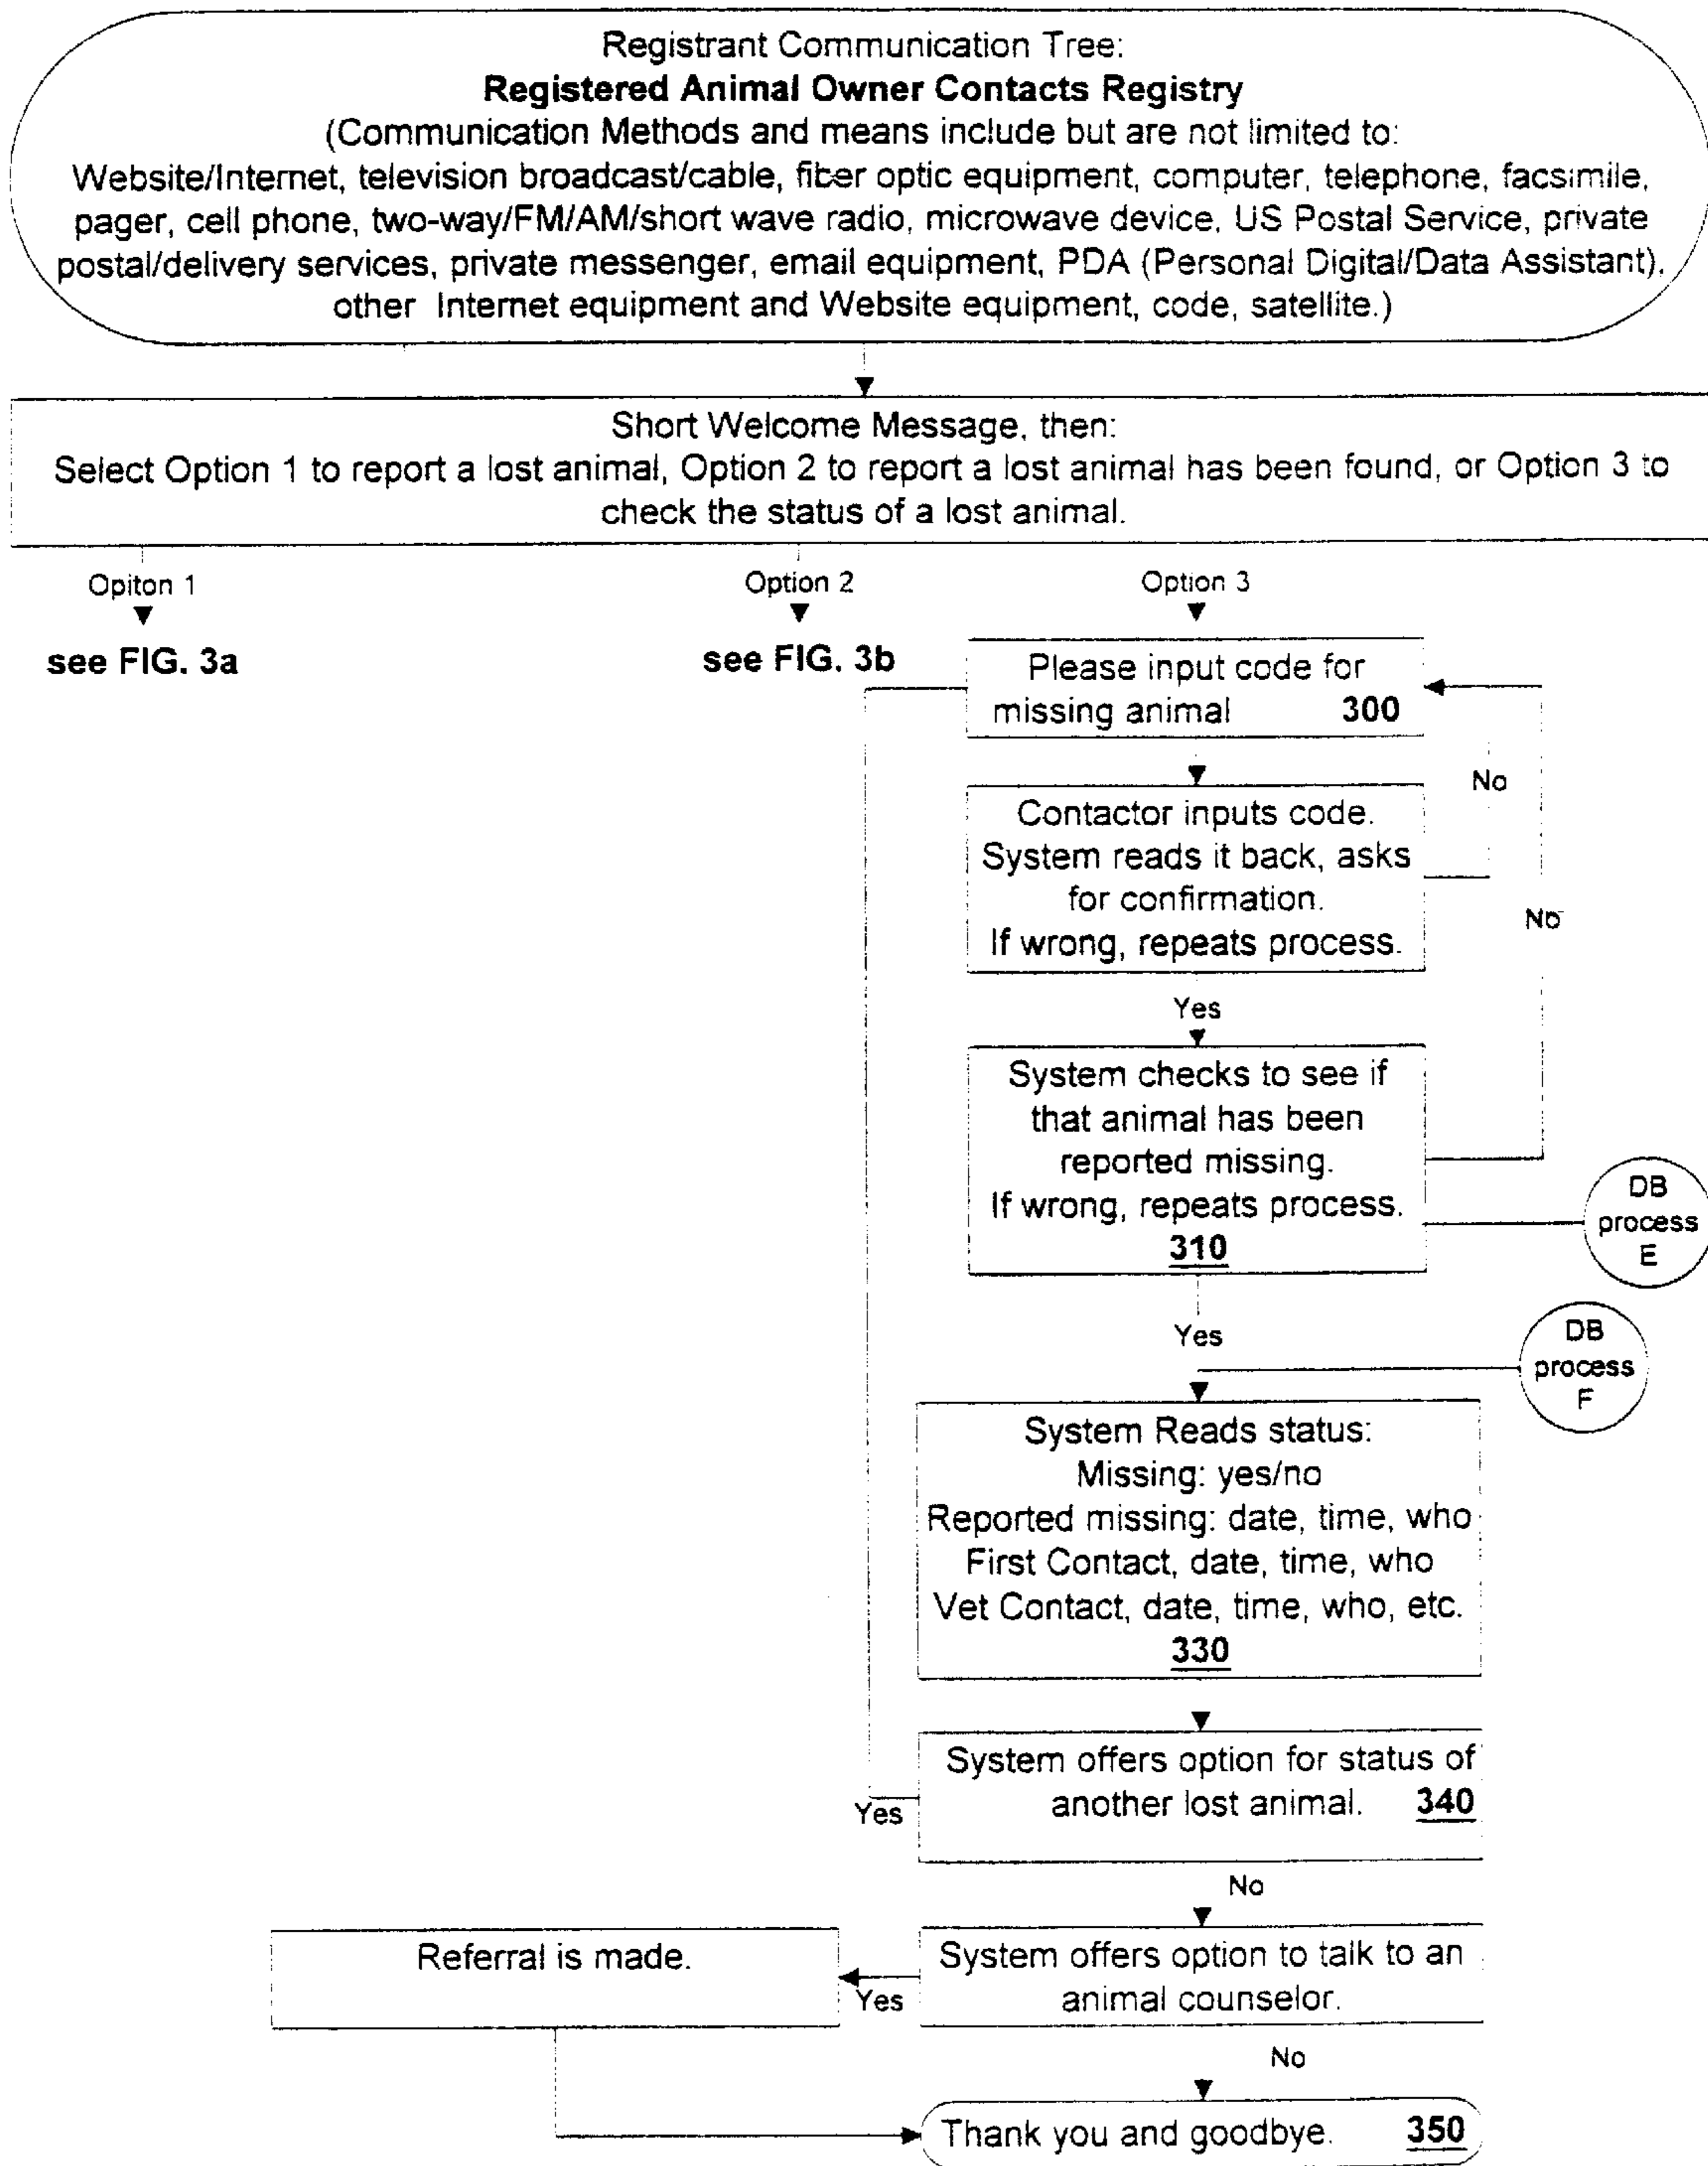 Registrant Communication Tree:
Registered Animal Owner Contacts Registry
(Communication Methods and means include but are not limited to:
Website/Internet, television broadcast/cable, fiber optic equipment, computer, telephone, facsimile,
pager, cell phone, two-way/FM/AM/short wave radio, microwave device, US Postal Service, private
postal/delivery services, private messenger, email equipment, PDA (Personal Digital/Data Assistant),
other Internet equipment and Website equipment, code, satellite.)
Short Welcome Message, then:
Select Option 1 to report a lost animal, Option 2 to report a lost animal has been found, or Option 3 to
check the status of a lost animal.
Opiton 1
Option 2
Option 3
see FIG. 3a
see FIG. 3b
Please input code for
missing animal 300
No
Contactor inputs code.
System reads it back, asks
for confirmation.
If wrong, repeats process.
No
Yes
System checks to see if
that animal has been
reported missing.
If wrong, repeats process.
310
DB
process
E
Yes
DB
process
F
System Reads status:
Missing: yes/no
Reported missing: date, time, who
First Contact, date, time, who
Vet Contact, date, time, who, etc.
330
System offers option for status of
another lost animal. 340
Yes
No
Referral is made.
System offers option to talk to an
animal counselor.
Yes
No
Thank you and goodbye. 350